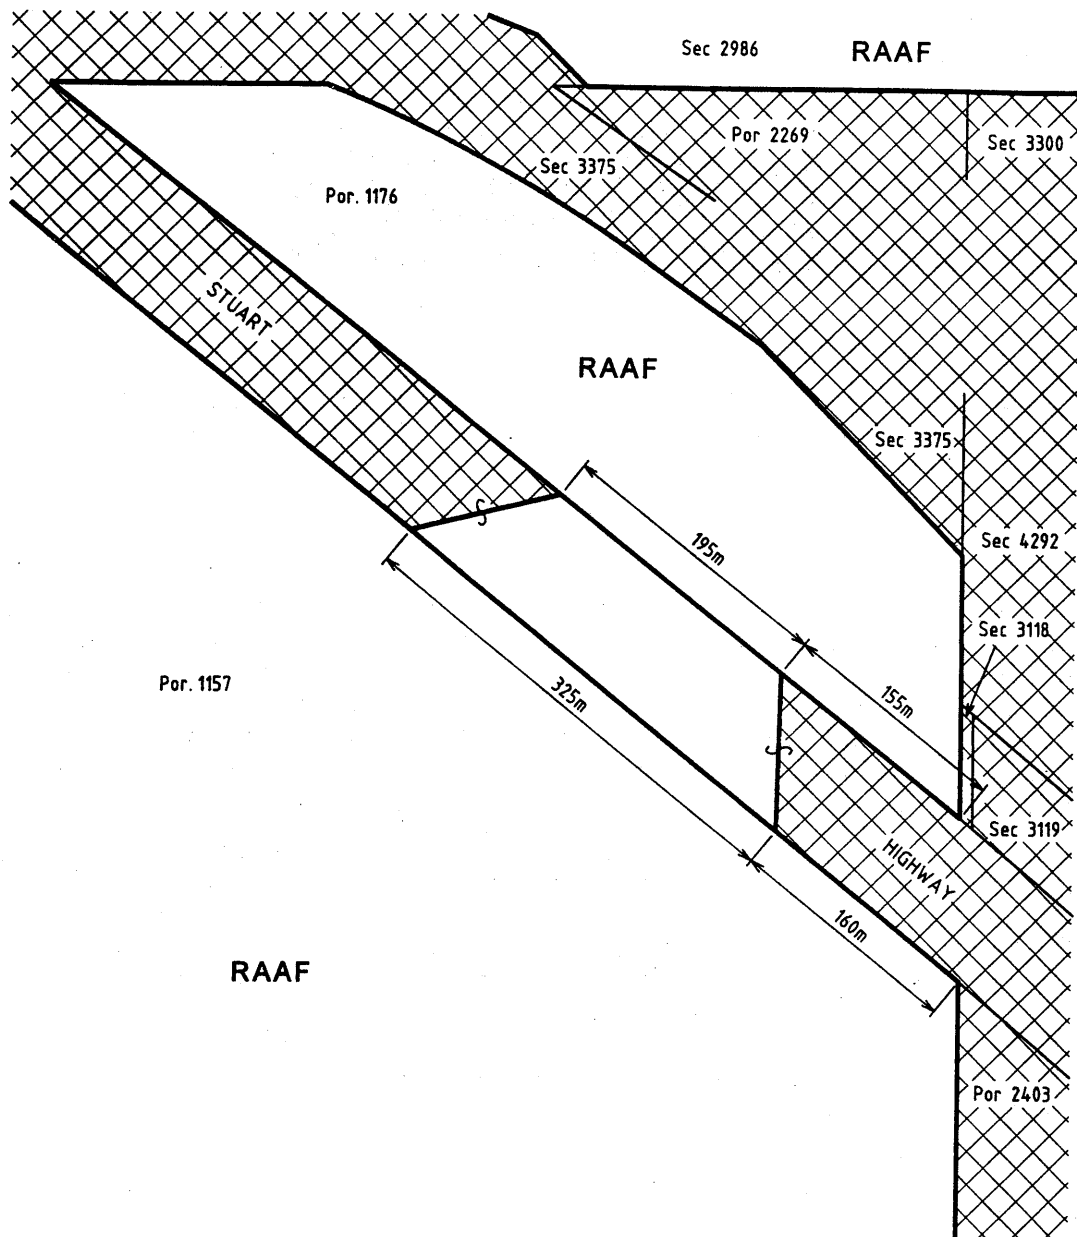 Sec 2986
RAAF
Por 2269
Sec 3300
Sec 3375
Por. 1176
STUART
RAAF
Sec 3375
195m
Sec 4292
Sec 3118
Por. 1157
325m
155m
Sec 3119
HIGHWAY
160m
RAAF
Por 2403